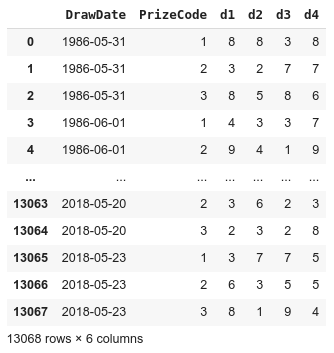 DrawDate PrizeCode d1 d2 d3 d4
0 1986-05-31 1 8 8 3 8
1 1986-05-31 2 3 2 7 7
2 1986-05-31 3 8 5 8 6
3 1986-06-01 1 4 3 3 7
4 1986-06-01 2 9 4 1 9
... ... ... ... ... ... ...
13063 2018-05-20 2 3 6 2 3
13064 2018-05-20 3 2 3 2 8
13065 2018-05-23 1 3 7 7 5
13066 2018-05-23 2 6 3 5 5
13067 2018-05-23 3 8 1 9 4
13068 rows × 6 columns